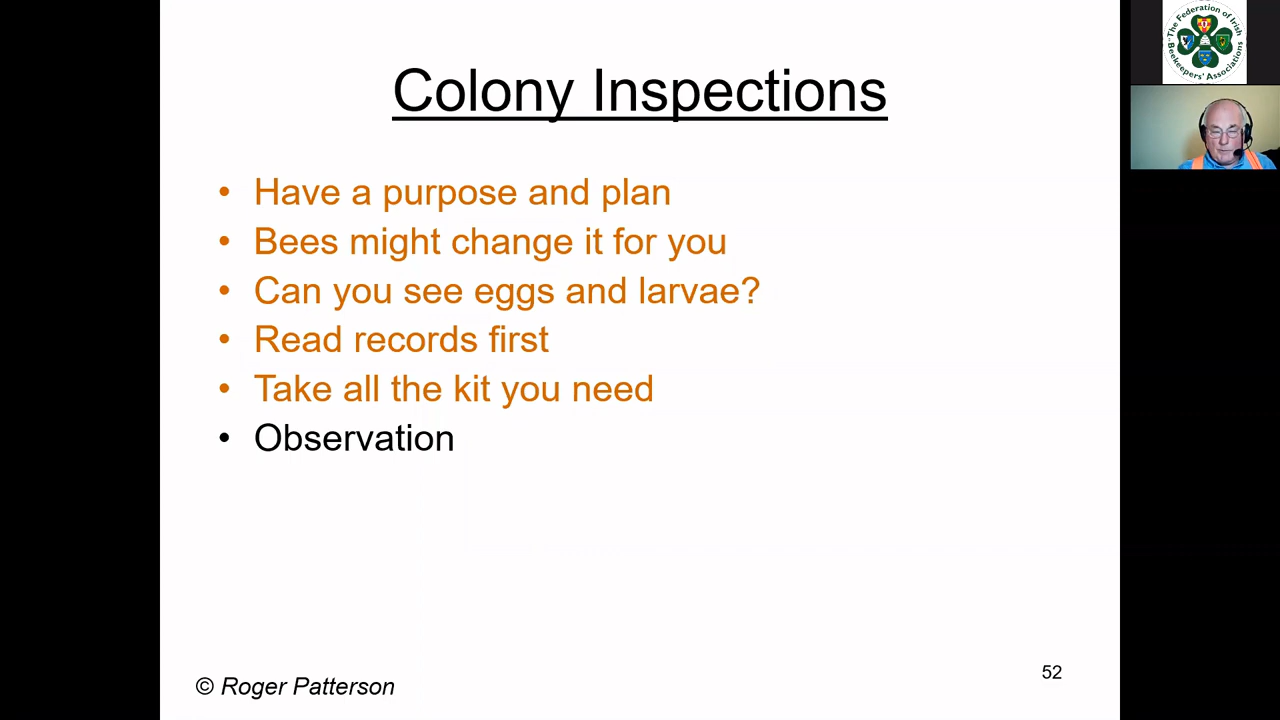 Colony Inspections
• Have a purpose and plan
• Bees might change it for you
• Can you see eggs and larvae?
• Read records first
• Take all the kit you need
• Observation
© Roger Patterson
52
"The Federation of Irish
Beekeepers' Associations"